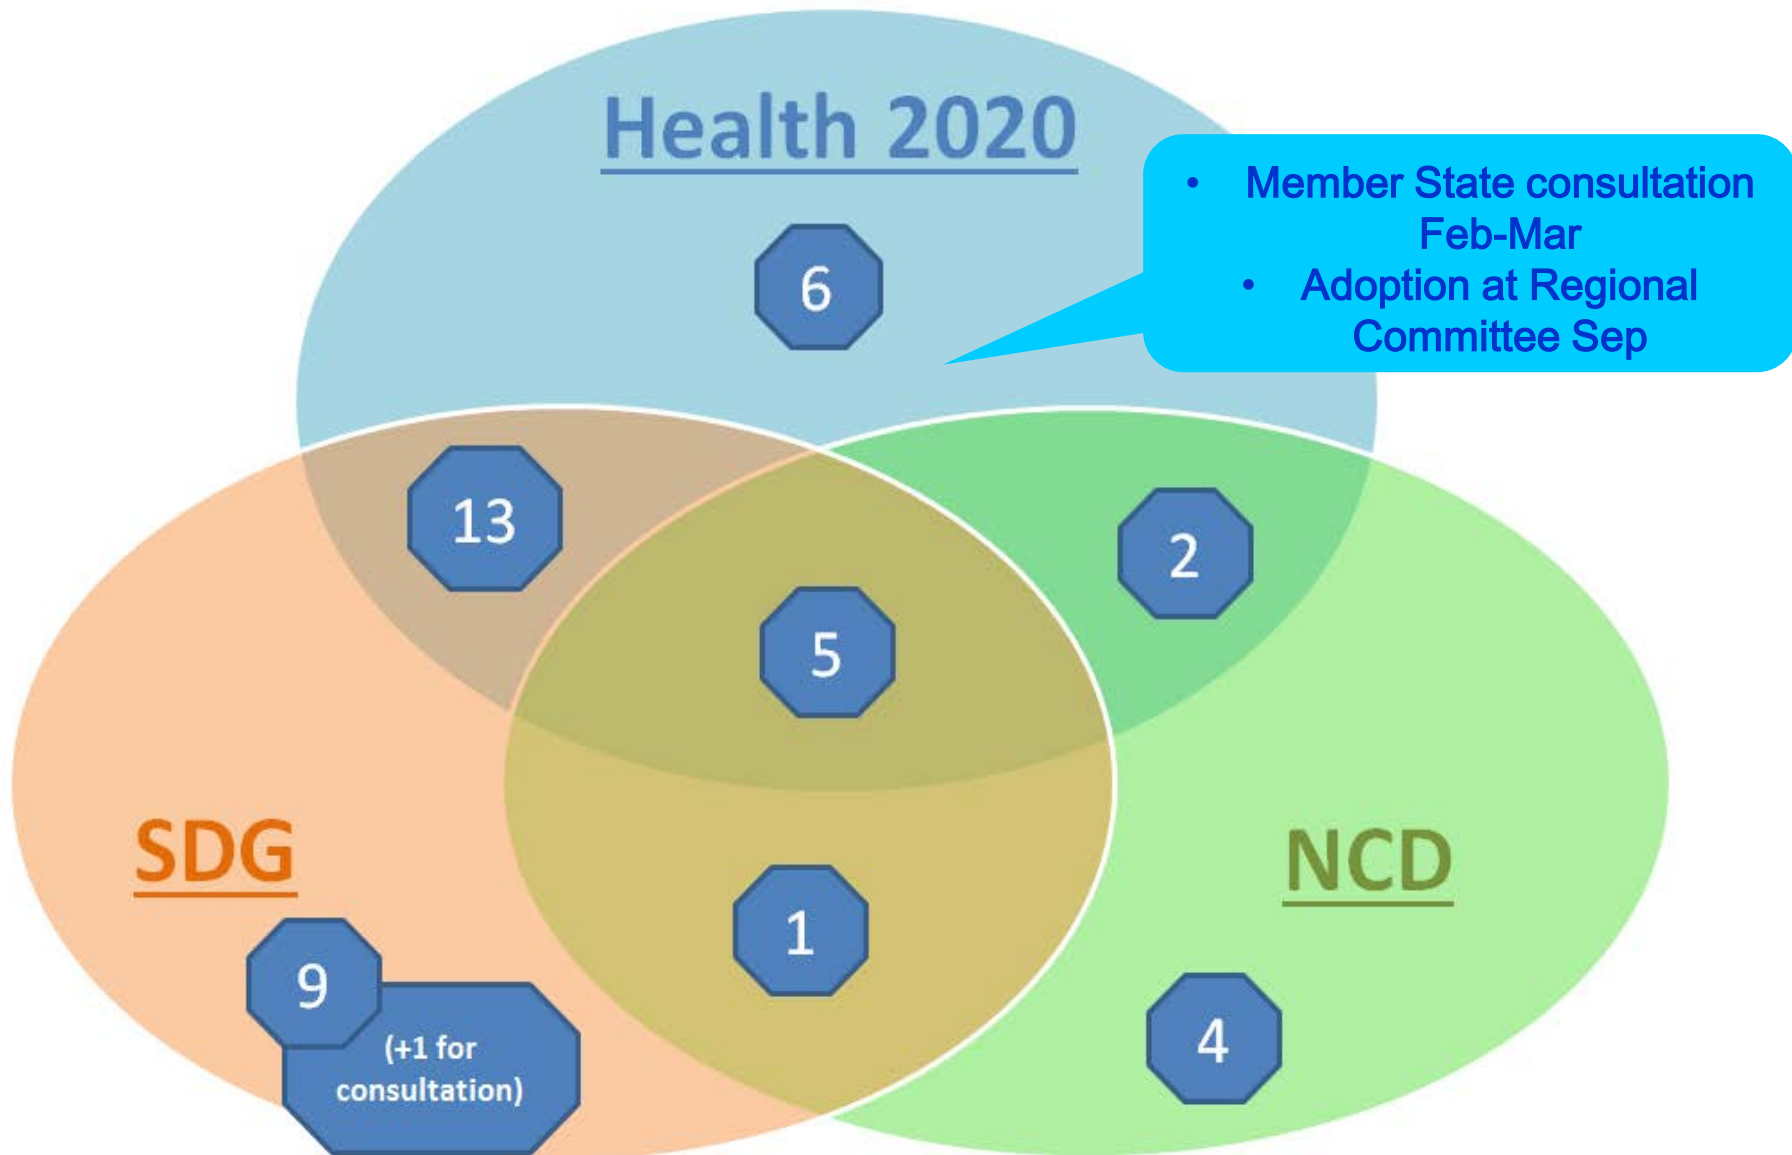 Health 2020
• Member State consultation
Feb-Mar
• Adoption at Regional
Committee Sep
6
13
2
5
SDG
NCD
1
9
(+1 for
consultation)
4